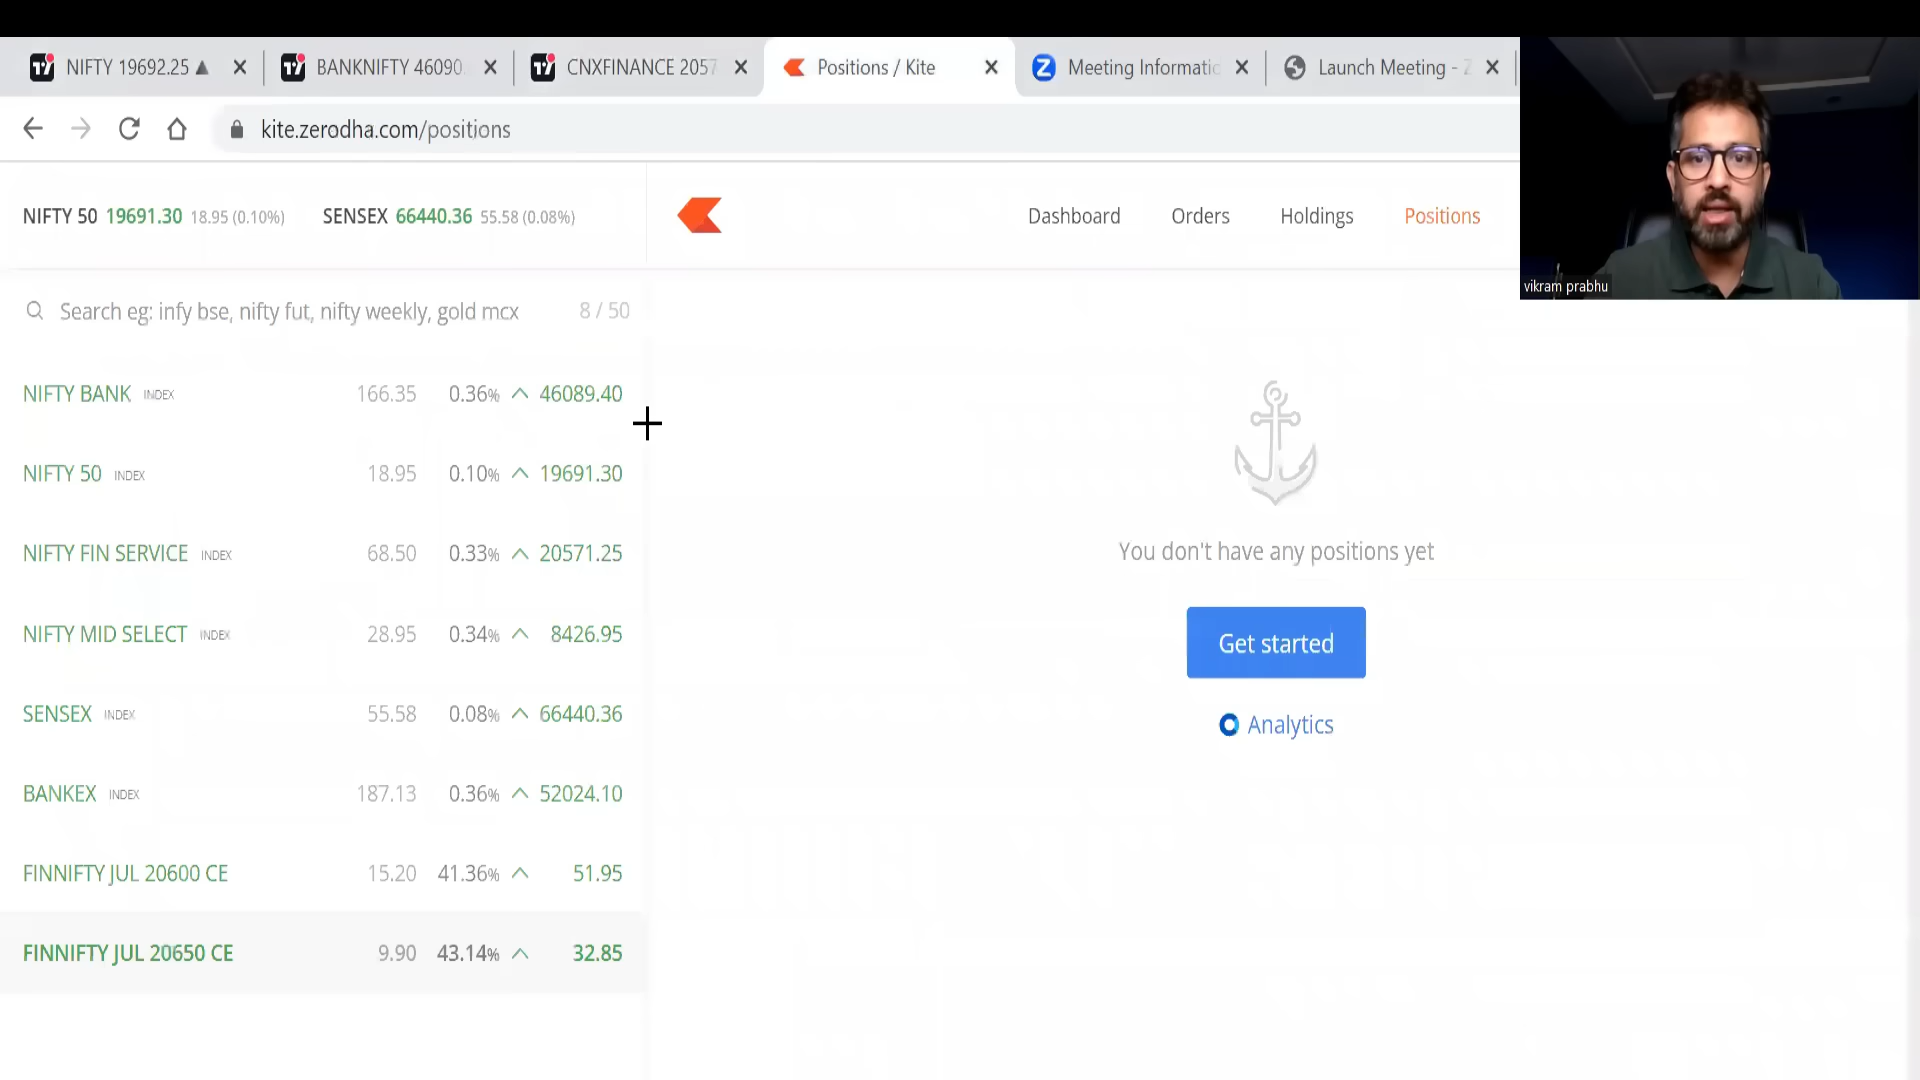 NIFTY 19692.25 ▲
BANKNIFTY 46090.
CNXFINANCE 2057
Positions / Kite
Meeting Informatic
Launch Meeting - Z
kite.zerodha.com/positions
NIFTY 50 19691.30 18.95 (0.10%) SENSEX 66440.36 55.58 (0.08%)
Dashboard Orders Holdings Positions
vikram prabhu
Search eg: infy bse, nifty fut, nifty weekly, gold mcx 8 / 50
NIFTY BANK INDEX 166.35 0.36% 46089.40
NIFTY 50 INDEX 18.95 0.10% 19691.30
NIFTY FIN SERVICE INDEX 68.50 0.33% 20571.25
NIFTY MID SELECT INDEX 28.95 0.34% 8426.95
SENSEX INDEX 55.58 0.08% 66440.36
BANKEX INDEX 187.13 0.36% 52024.10
FINNIFTY JUL 20600 CE 15.20 41.36% 51.95
FINNIFTY JUL 20650 CE 9.90 43.14% 32.85
You don't have any positions yet
Get started
Analytics